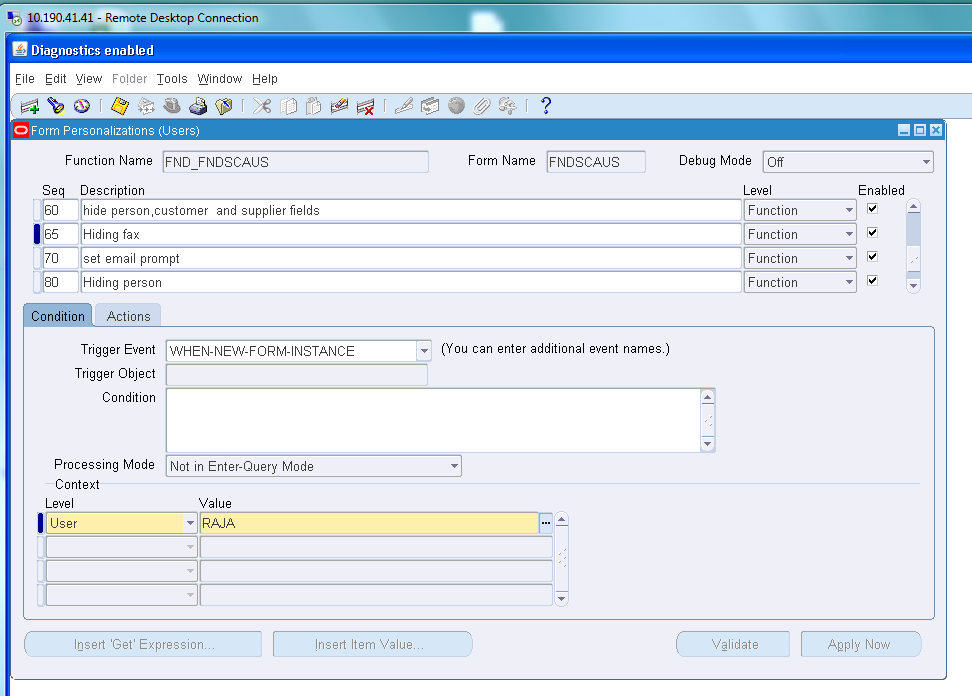 10.190.41.41 - Remote Desktop Connection
Diagnostics enabled
File Edit View Folder Tools Window Help
Form Personalizations (Users)
Function Name FND_FNDSCAUS Form Name FNDSCAUS Debug Mode Off
Seq Description Level Enabled
60 hide person,customer and supplier fields Function
65 Hiding fax Function
70 set email prompt Function
80 Hiding person Function
Condition Actions
Trigger Event WHEN-NEW-FORM-INSTANCE (You can enter additional event names.)
Trigger Object
Condition
Processing Mode Not in Enter-Query Mode
Context
Level Value
User RAJA ...
Insert 'Get' Expression... Insert Item Value... Validate Apply Now